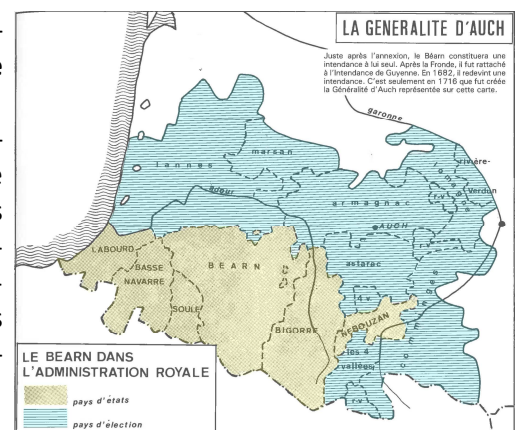 LA GENERALITE D'AUCH
Juste après l'annexion, le Béarn constituera une
intendance à lui seul. Après la Fronde, il fut rattaché
à l'Intendance de Guyenne. En 1682, il redevint une
intendance. C'est seulement en 1716 que fut créée
la Généralité d'Auch représentée sur cette carte.
garonne
marsan
lannes
rivière-
Verdun
lomagne
adour
armagnac
r-v
AUCH
r-v
LABOURD
BASSE
NAVARRE
BEARN
astarac
SOULE
4 v
BIGORRE
NEBOUZAN
comminges
les 4
vallées
r-v
LE BEARN DANS
L'ADMINISTRATION ROYALE
pays d'états
pays d'élection